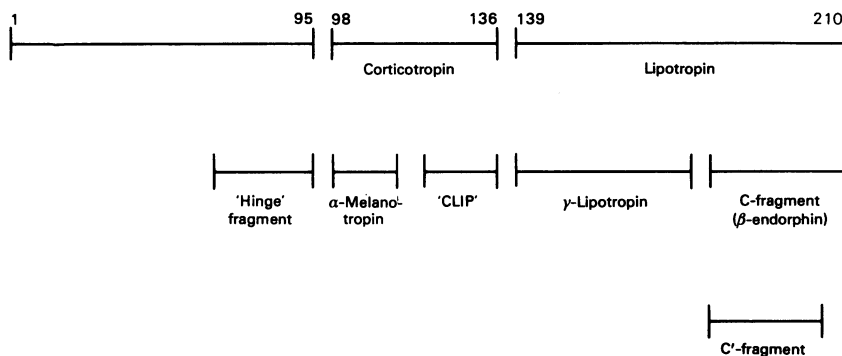 1 95 98 136 139 210
Corticotropin Lipotropin
'Hinge' α-Melano- 'CLIP' γ-Lipotropin C-fragment
fragment tropin (β-endorphin)
C'-fragment